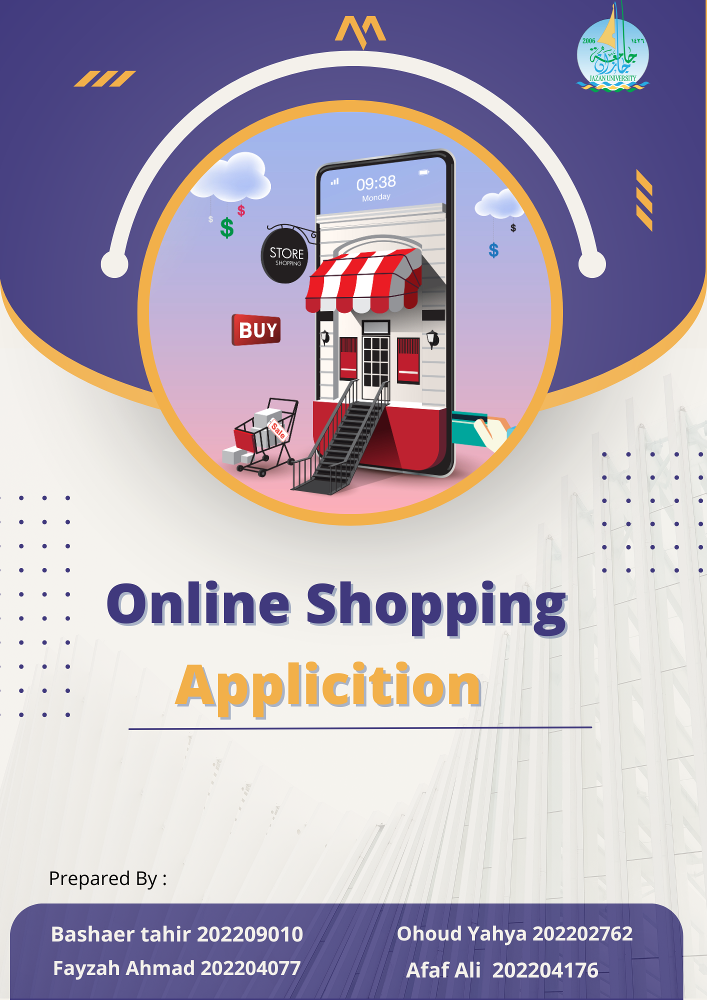 2006 ١٤٢٦
جامعة
جازان
JAZAN UNIVERSITY
09:38
Monday
$
$
$
$
$
STORE
SHOPPING
BUY
Sale
Online Shopping
Applicition
Prepared By :
Bashaer tahir 202209010
Ohoud Yahya 202202762
Fayzah Ahmad 202204077
Afaf Ali 202204176